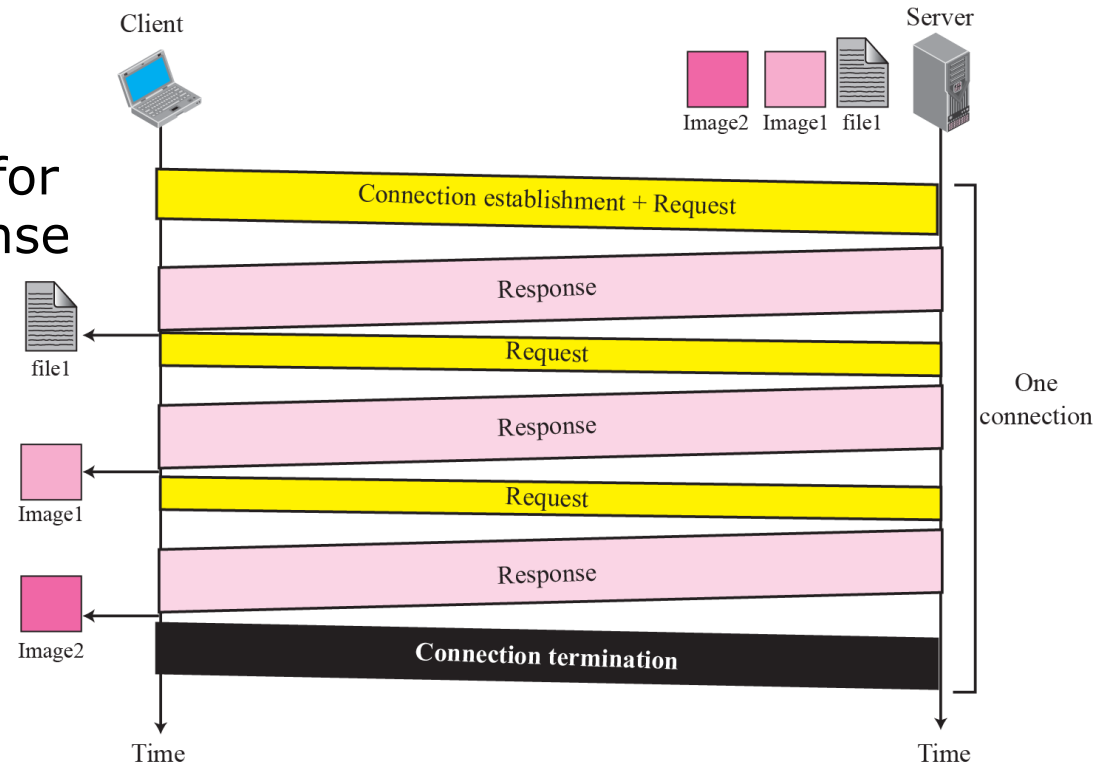 Client
Server
Image2 Image1 file1
for
nse
Connection establishment + Request
Response
file1
Request
One
connection
Response
Image1
Request
Response
Image2
Connection termination
Time
Time